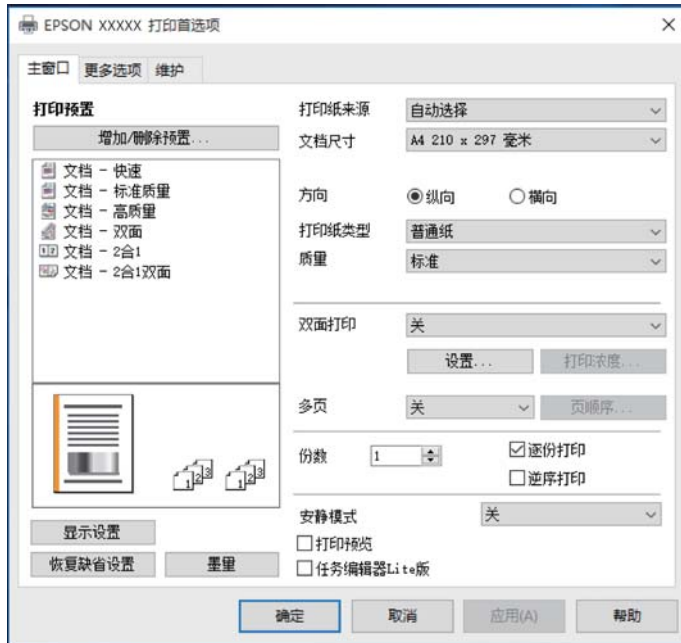 EPSON XXXXX 打印首选项
主窗口 更多选项 维护
打印预置
增加/删除预置...
文档 - 快速
文档 - 标准质量
文档 - 高质量
文档 - 双面
文档 - 2合1
文档 - 2合1双面
显示设置
恢复缺省设置 墨量
打印纸来源 自动选择
文档尺寸 A4 210 x 297 毫米
方向 纵向 横向
打印纸类型 普通纸
质量 标准
双面打印 关
设置... 打印浓度...
多页 关 页顺序...
份数 1 逐份打印
逆序打印
安静模式 关
打印预览
任务编辑器Lite版
确定 取消 应用(A) 帮助